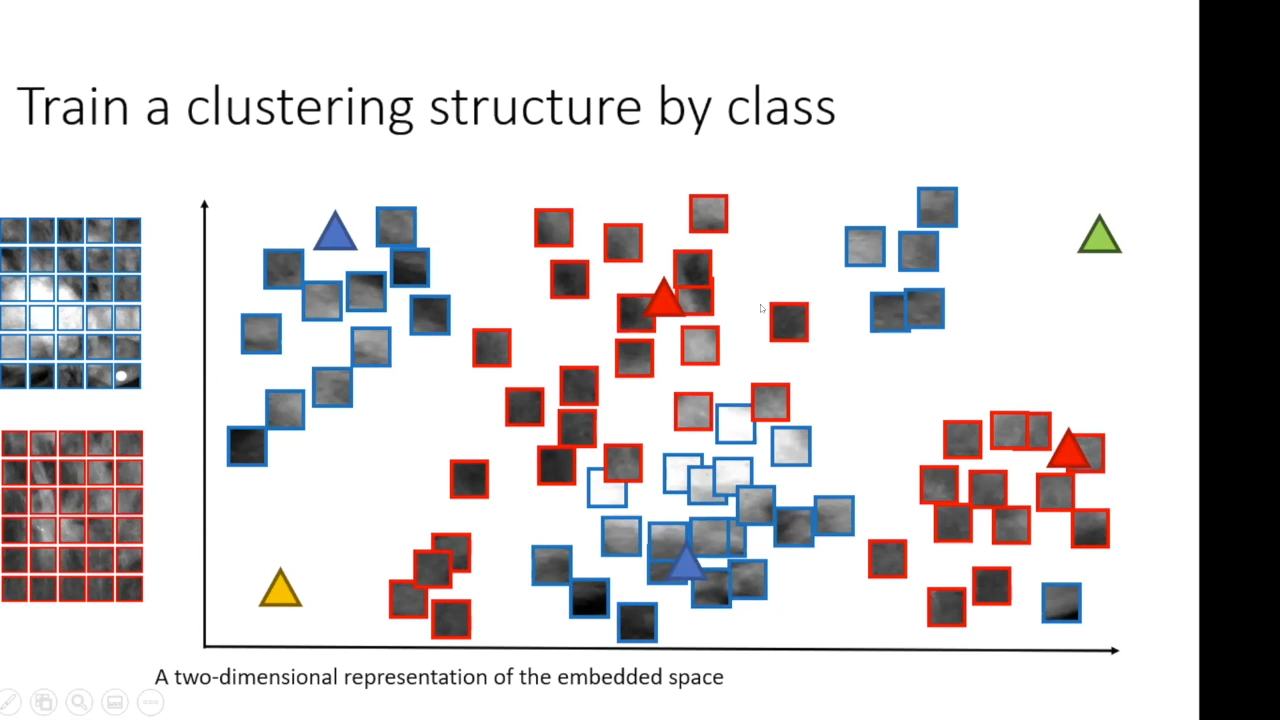 Train a clustering structure by class
A two-dimensional representation of the embedded space